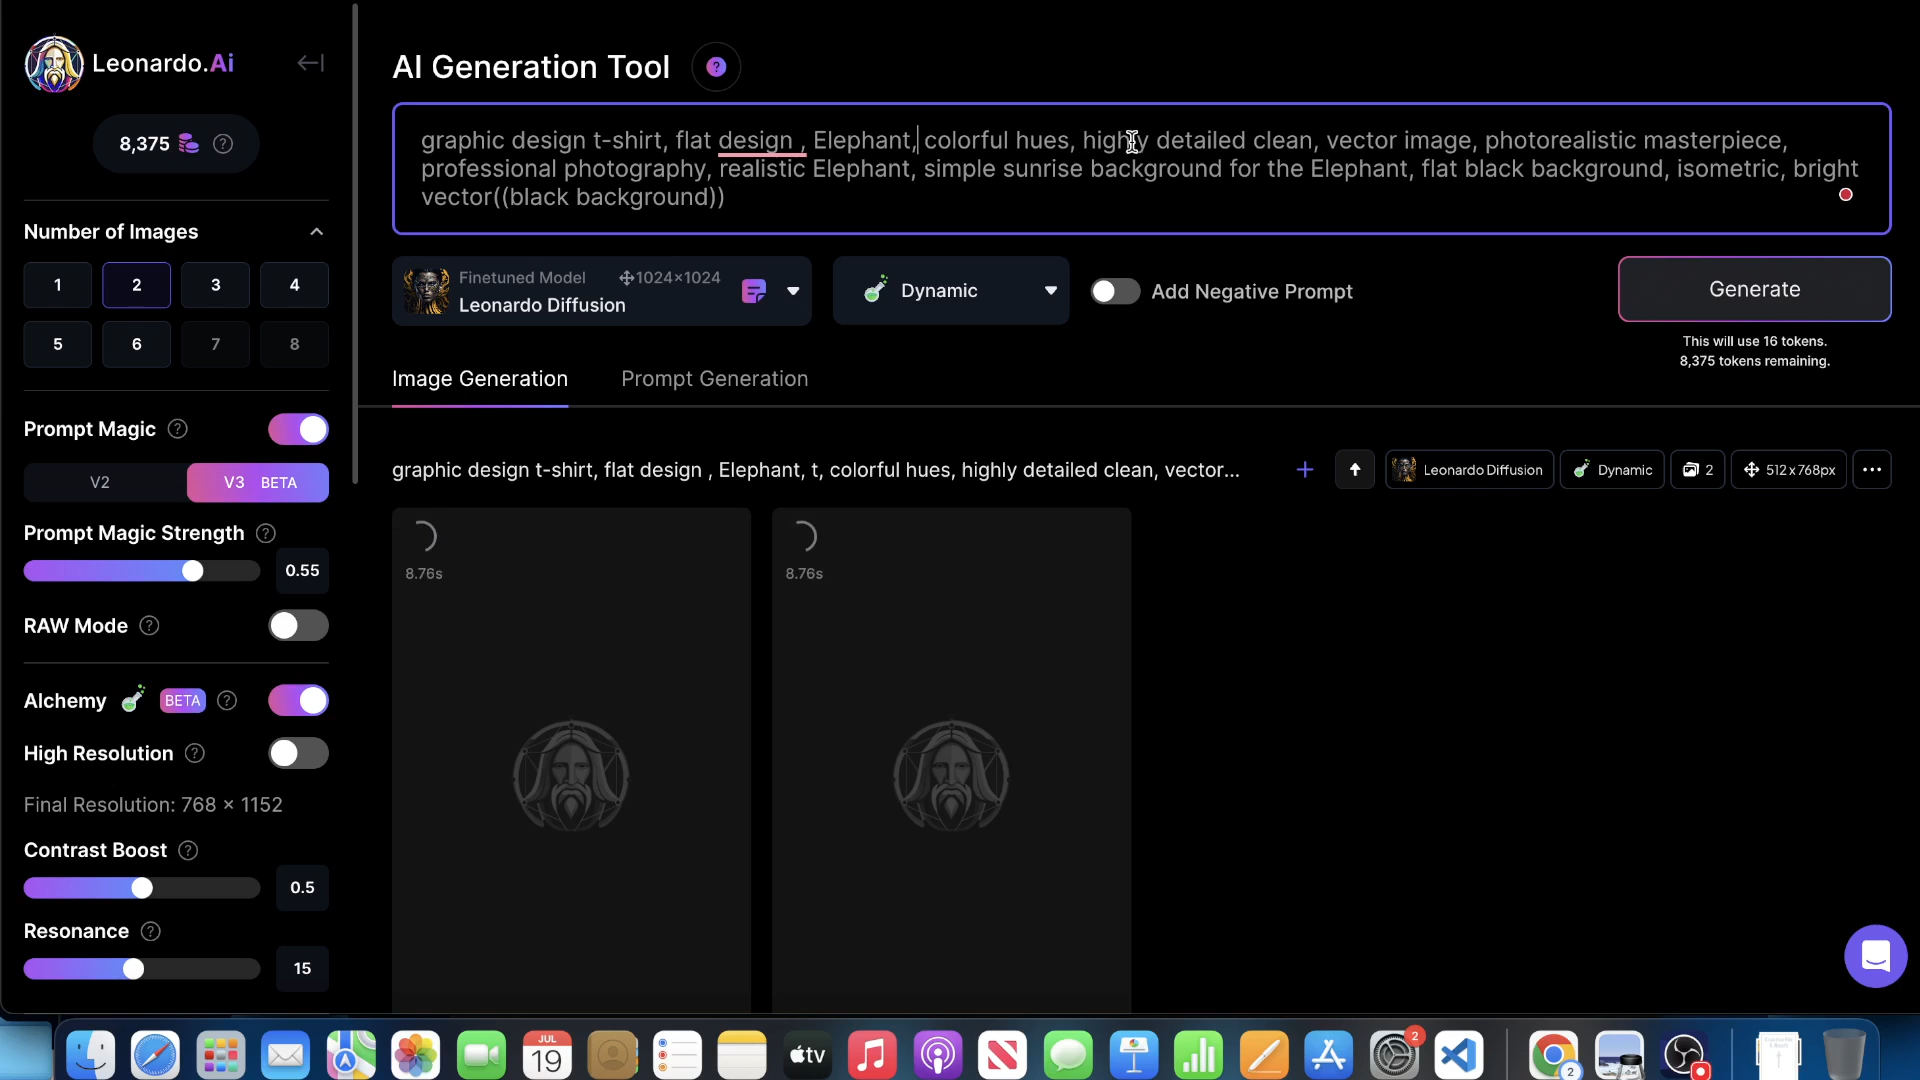 Leonardo.Ai
8,375
Number of Images
1 2 3 4
5 6 7 8
Prompt Magic
V2 V3 BETA
Prompt Magic Strength
0.55
RAW Mode
Alchemy BETA
High Resolution
Final Resolution: 768 × 1152
Contrast Boost
0.5
Resonance
15
AI Generation Tool
graphic design t-shirt, flat design , Elephant, colorful hues, highly detailed clean, vector image, photorealistic masterpiece,
professional photography, realistic Elephant, simple sunrise background for the Elephant, flat black background, isometric, bright
vector((black background))
Finetuned Model 1024×1024
Leonardo Diffusion
Dynamic
Add Negative Prompt
Generate
This will use 16 tokens.
8,375 tokens remaining.
Image Generation Prompt Generation
graphic design t-shirt, flat design , Elephant, t, colorful hues, highly detailed clean, vector...
Leonardo Diffusion Dynamic 2 512x768px
8.76s 8.76s
JUL
19
tv
2
2